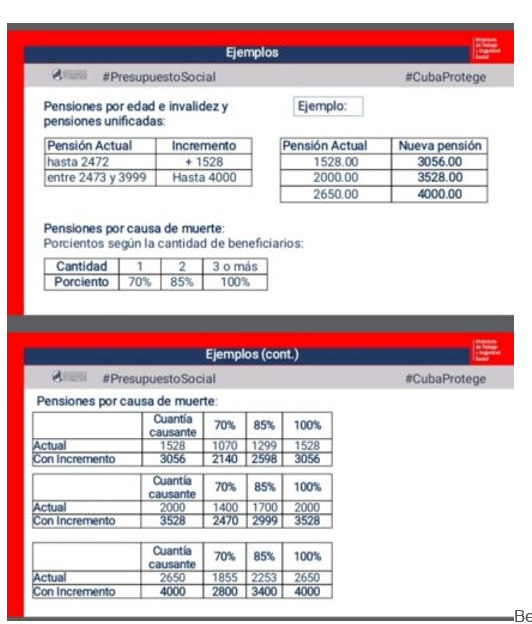 Ejemplos
#PresupuestoSocial #CubaProtege
Pensiones por edad e invalidez y
pensiones unificadas:
Pensión Actual Incremento
hasta 2472 + 1528
entre 2473 y 3999 Hasta 4000
Ejemplo:
Pensión Actual Nueva pensión
1528.00 3056.00
2000.00 3528.00
2650.00 4000.00
Pensiones por causa de muerte:
Porcientos según la cantidad de beneficiarios:
Cantidad 1 2 3 o más
Porciento 70% 85% 100%
Ejemplos (cont.)
#PresupuestoSocial #CubaProtege
Pensiones por causa de muerte:
Cuantía causante 70% 85% 100%
Actual 1528 1070 1299 1528
Con Incremento 3056 2140 2598 3056
Cuantía causante 70% 85% 100%
Actual 2000 1400 1700 2000
Con Incremento 3528 2470 2999 3528
Cuantía causante 70% 85% 100%
Actual 2650 1855 2253 2650
Con Incremento 4000 2800 3400 4000
Be